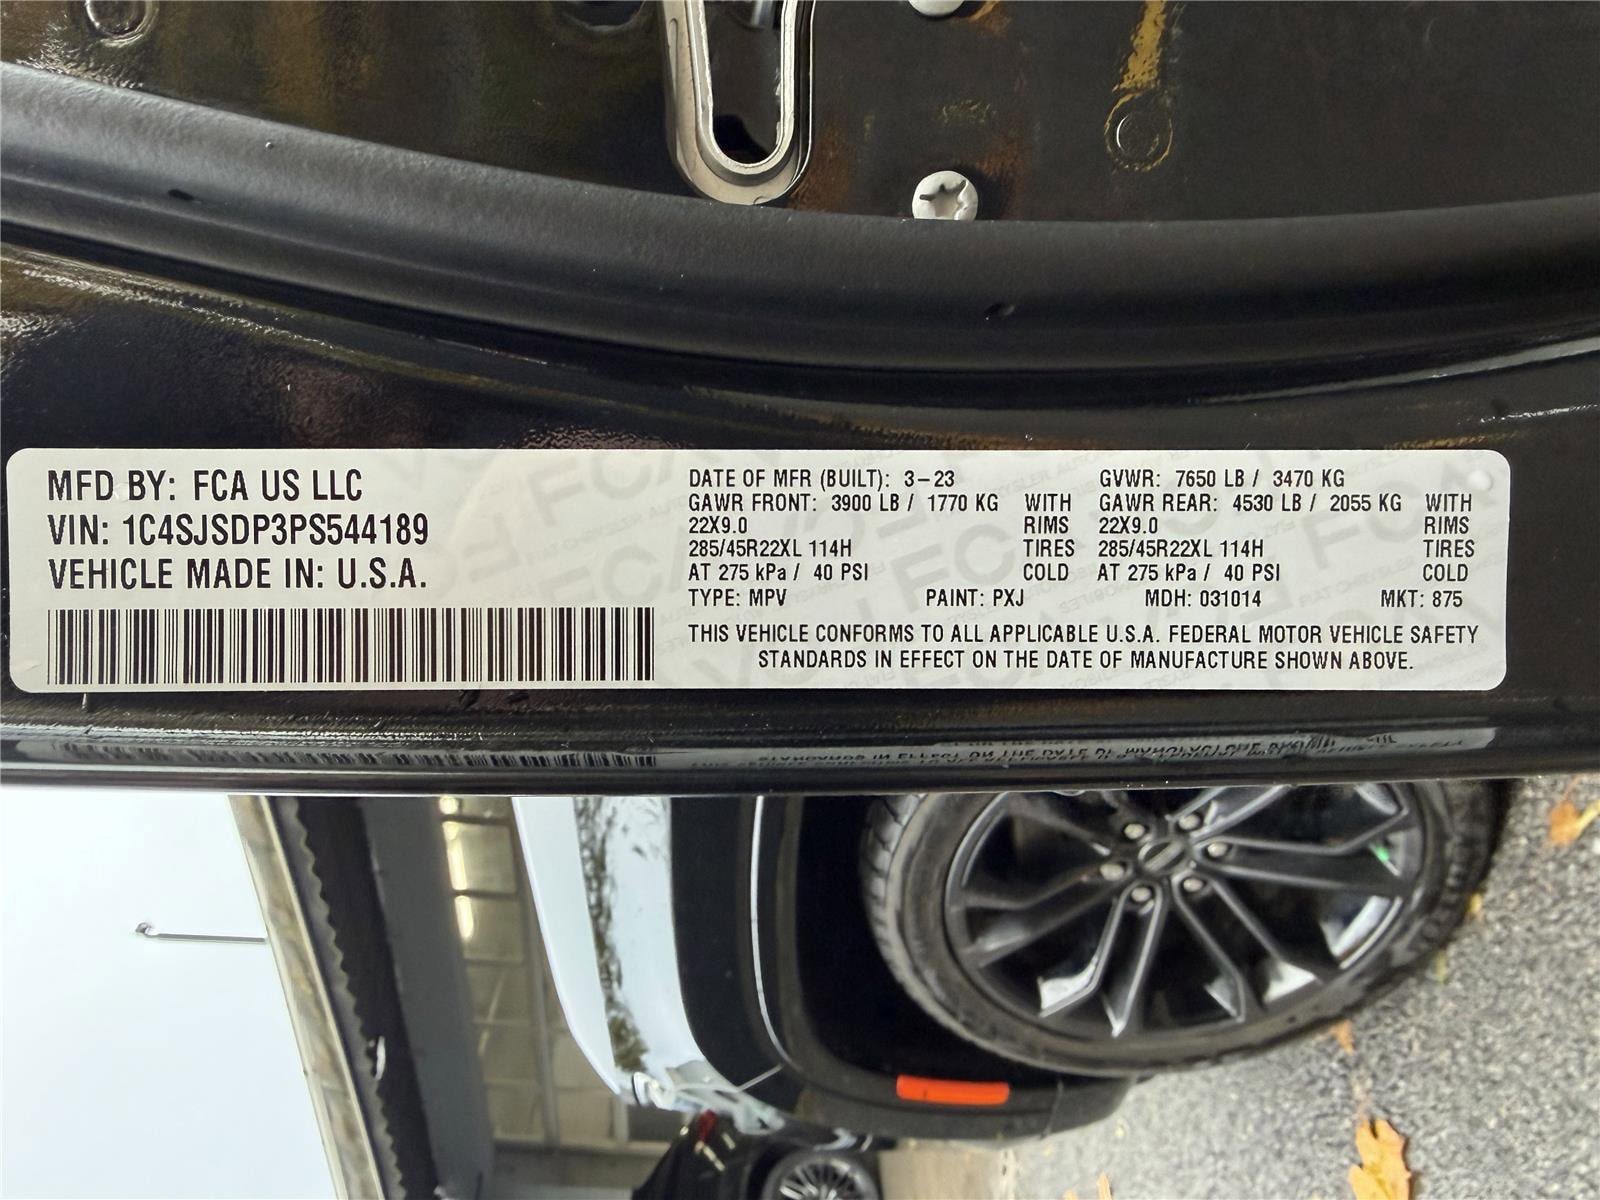 MFD BY: FCA US LLC
VIN: 1C4SJSDP3PS544189
VEHICLE MADE IN: U.S.A.
DATE OF MFR (BUILT): 3-23 GVWR: 7650 LB / 3470 KG
GAWR FRONT: 3900 LB / 1770 KG WITH GAWR REAR: 4530 LB / 2055 KG WITH
22X9.0 RIMS 22X9.0 RIMS
285/45R22XL 114H TIRES 285/45R22XL 114H TIRES
AT 275 kPa / 40 PSI COLD AT 275 kPa / 40 PSI COLD
TYPE: MPV PAINT: PXJ MDH: 031014 MKT: 875
THIS VEHICLE CONFORMS TO ALL APPLICABLE U.S.A. FEDERAL MOTOR VEHICLE SAFETY
STANDARDS IN EFFECT ON THE DATE OF MANUFACTURE SHOWN ABOVE.